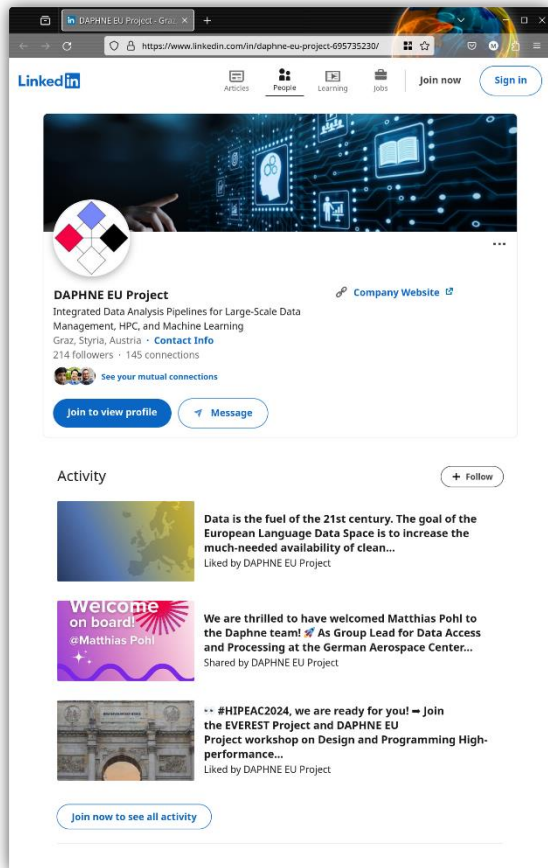 DAPHNE EU Project - Graz,
https://www.linkedin.com/in/daphne-eu-project-695735230/
Linked in
Articles
People
Learning
Jobs
Join now
Sign in
DAPHNE EU Project
Company Website
Integrated Data Analysis Pipelines for Large-Scale Data
Management, HPC, and Machine Learning
Graz, Styria, Austria · Contact Info
214 followers · 145 connections
See your mutual connections
Join to view profile
Message
Activity
+ Follow
Data is the fuel of the 21st century. The goal of the
European Language Data Space is to increase the
much-needed availability of clean...
Liked by DAPHNE EU Project
Welcome
on board!
@Matthias Pohl
We are thrilled to have welcomed Matthias Pohl to
the Daphne team! 🚀 As Group Lead for Data Access
and Processing at the German Aerospace Center...
Shared by DAPHNE EU Project
👀 #HIPEAC2024, we are ready for you! ➡ Join
the EVEREST Project and DAPHNE EU
Project workshop on Design and Programming High-
performance...
Liked by DAPHNE EU Project
Join now to see all activity